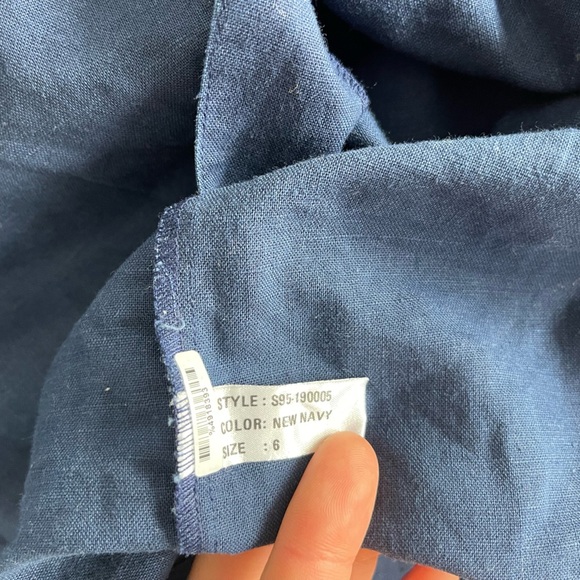 STYLE : S95-190005
COLOR: NEW NAVY
SIZE : 6